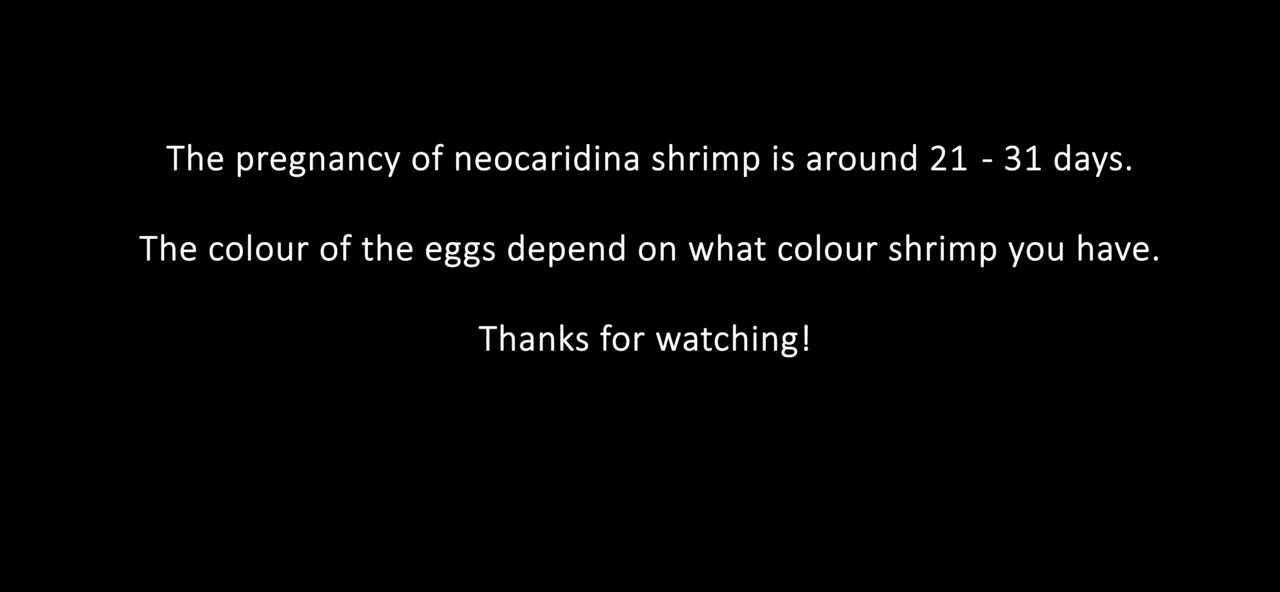 The pregnancy of neocaridina shrimp is around 21 - 31 days.
The colour of the eggs depend on what colour shrimp you have.
Thanks for watching!